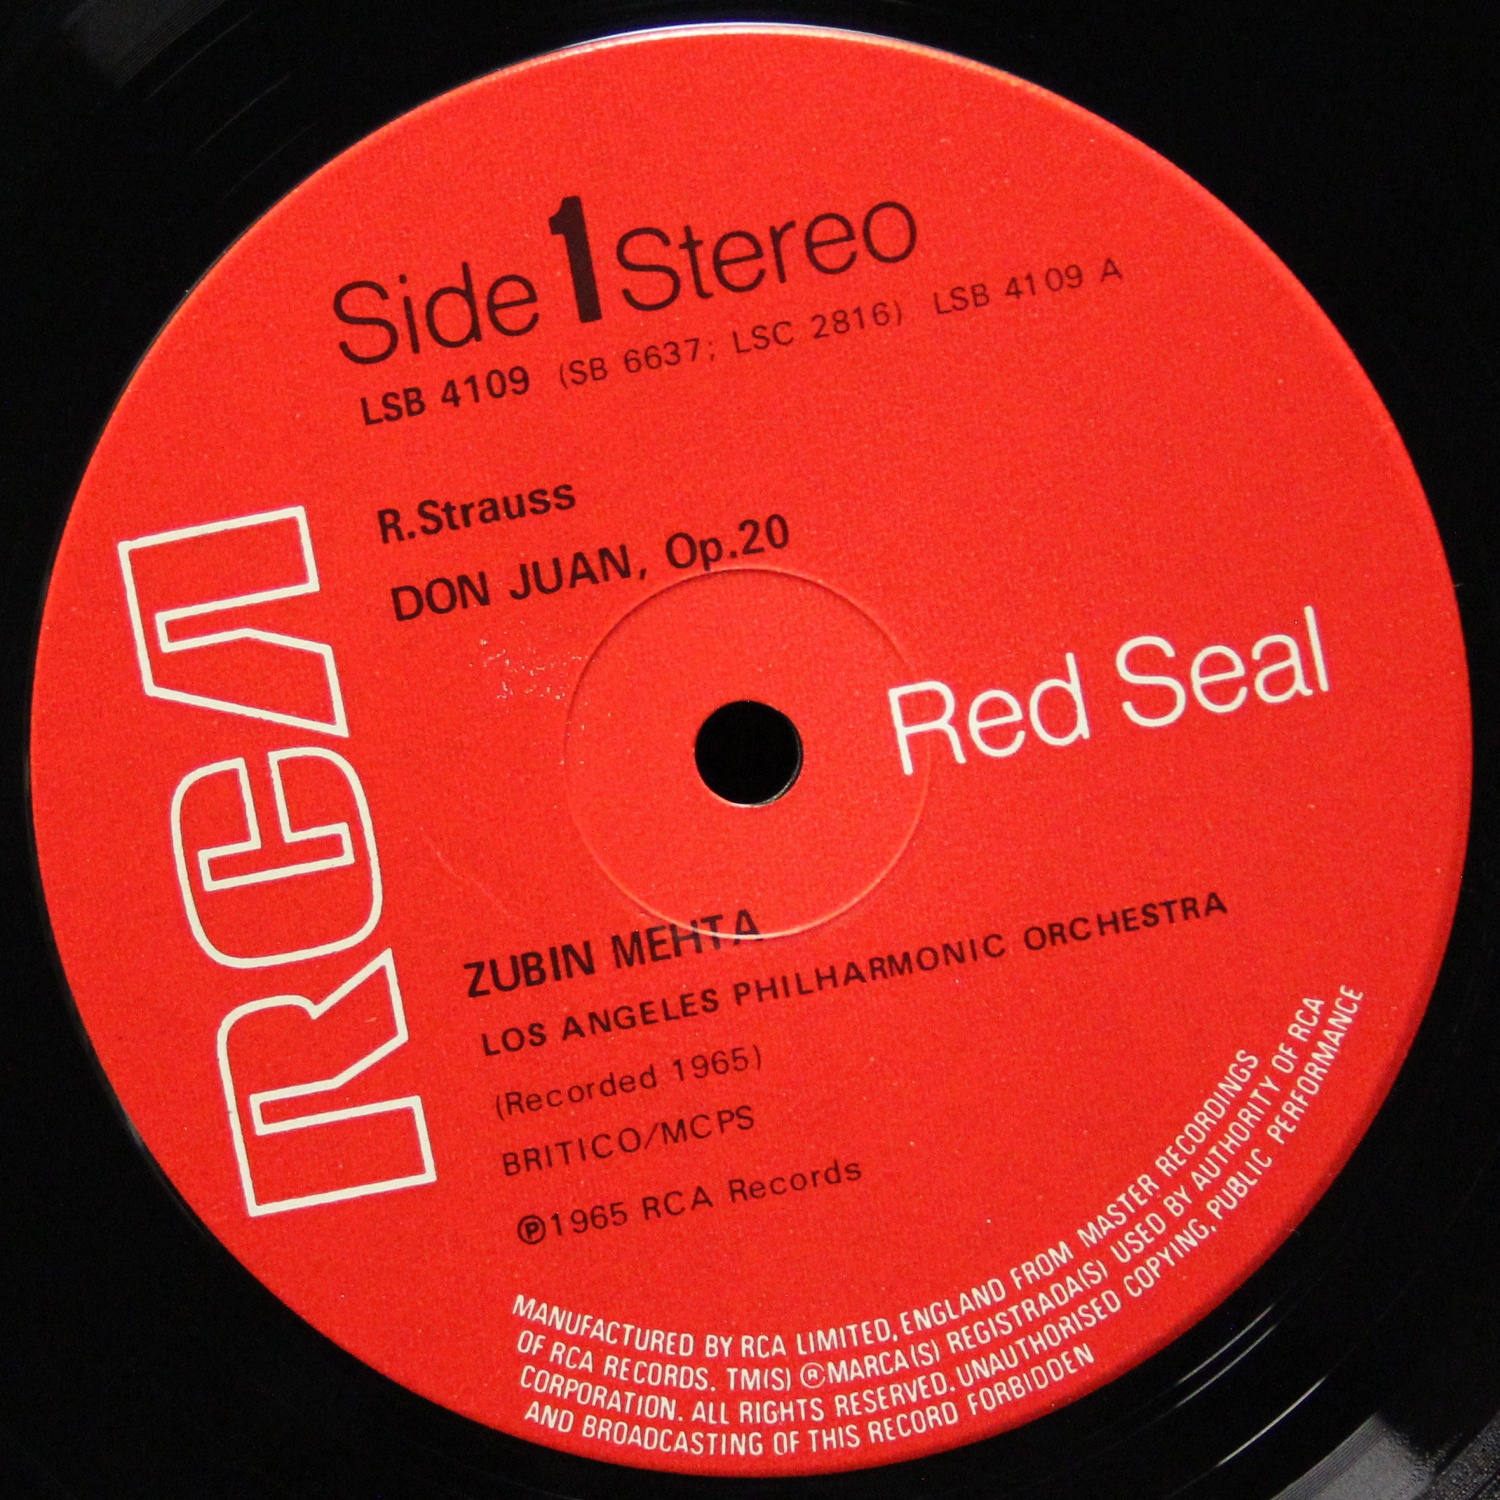 Side 1 Stereo
LSB 4109 (SB 6637; LSC 2816) LSB 4109 A
R.Strauss
DON JUAN, Op.20
RCA
Red Seal
ZUBIN MEHTA
LOS ANGELES PHILHARMONIC ORCHESTRA
(Recorded 1965)
BRITICO/MCPS
℗1965 RCA Records
MANUFACTURED BY RCA LIMITED, ENGLAND FROM MASTER RECORDINGS
OF RCA RECORDS. TM(S) ® MARCA(S) REGISTRADA(S) USED BY AUTHORITY OF RCA
CORPORATION. ALL RIGHTS RESERVED. UNAUTHORISED COPYING, PUBLIC PERFORMANCE
AND BROADCASTING OF THIS RECORD FORBIDDEN